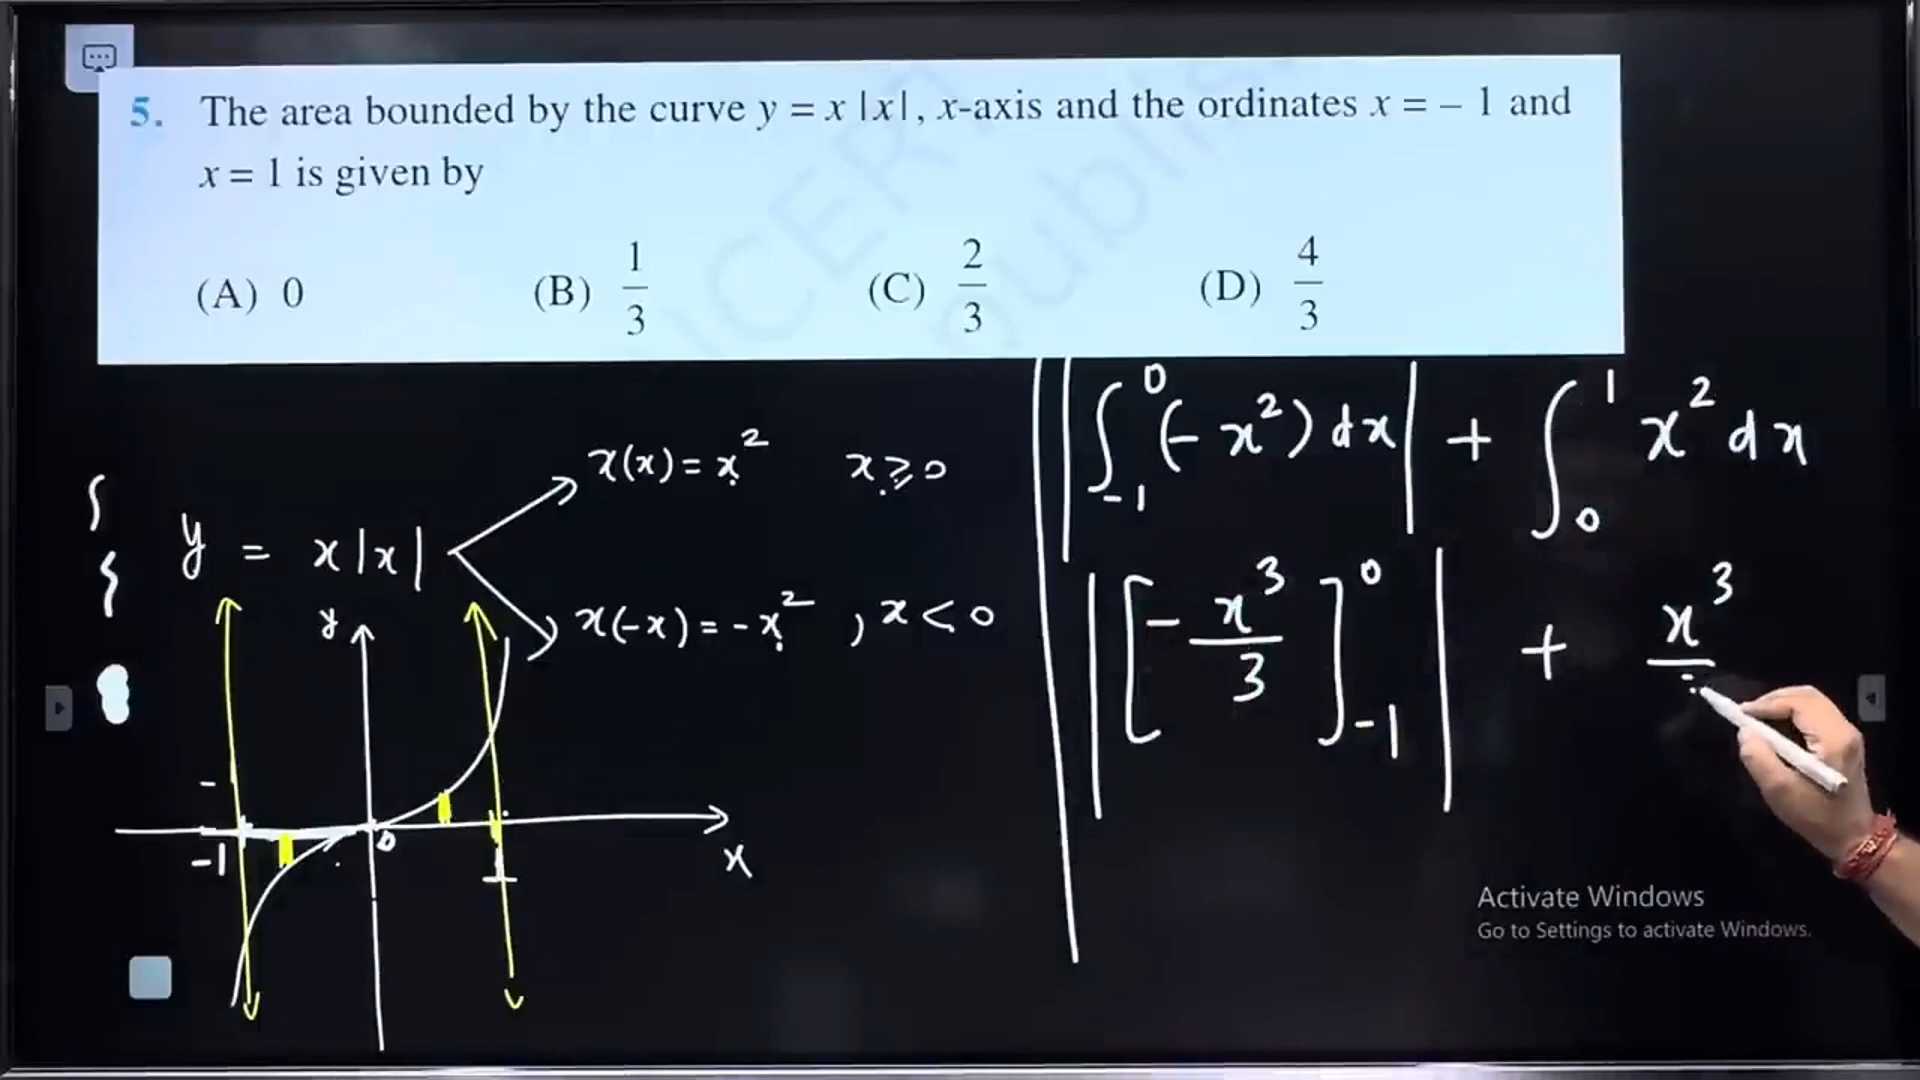 5. The area bounded by the curve y = x |x|, x-axis and the ordinates x = – 1 and
x = 1 is given by
(A) 0 (B) 1/3 (C) 2/3 (D) 4/3
y = x|x|
x(x) = x² x ≥ 0
x(-x) = -x² , x < 0
y
-1 0 1 x
|∫₋₁⁰ (-x²) dx| + ∫₀¹ x² dx
|[-x³/3]₋₁⁰| + x³
NCERT
Activate Windows
Go to Settings to activate Windows.